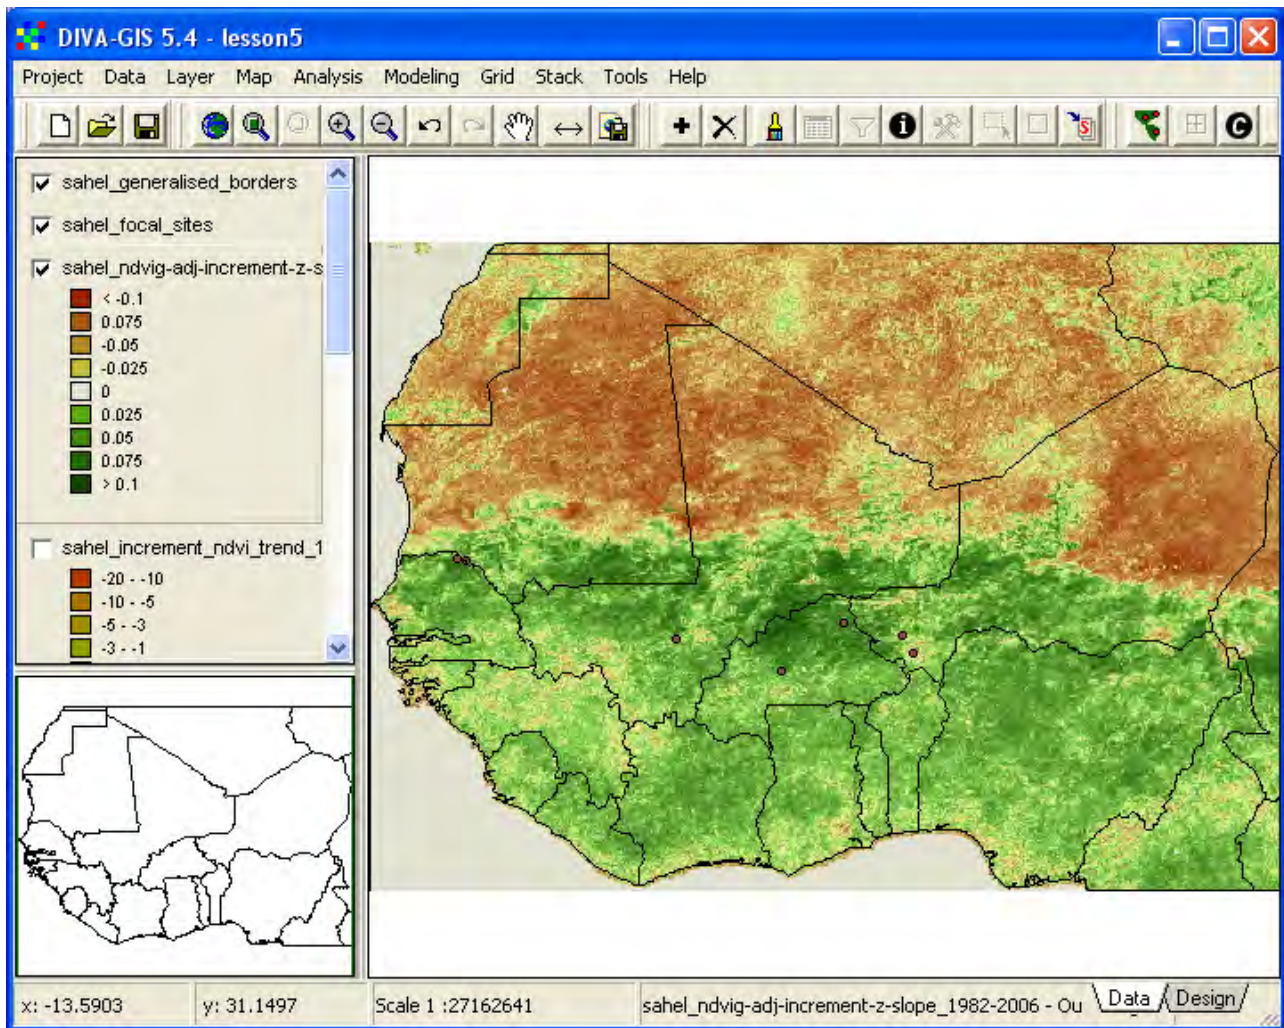 DIVA-GIS 5.4 - lesson5
Project Data Layer Map Analysis Modeling Grid Stack Tools Help
sahel_generalised_borders
sahel_focal_sites
sahel_ndvig-adj-increment-z-s
< -0.1
0.075
-0.05
-0.025
0
0.025
0.05
0.075
> 0.1
sahel_increment_ndvi_trend_1
-20 - -10
-10 - -5
-5 - -3
-3 - -1
x: -13.5903 y: 31.1497 Scale 1 :27162641 sahel_ndvig-adj-increment-z-slope_1982-2006 - Ou Data Design